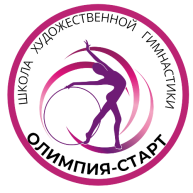 ШКОЛА ХУДОЖЕСТВЕННОЙ ГИМНАСТИКИ
ОЛИМПИЯ-СТАРТ